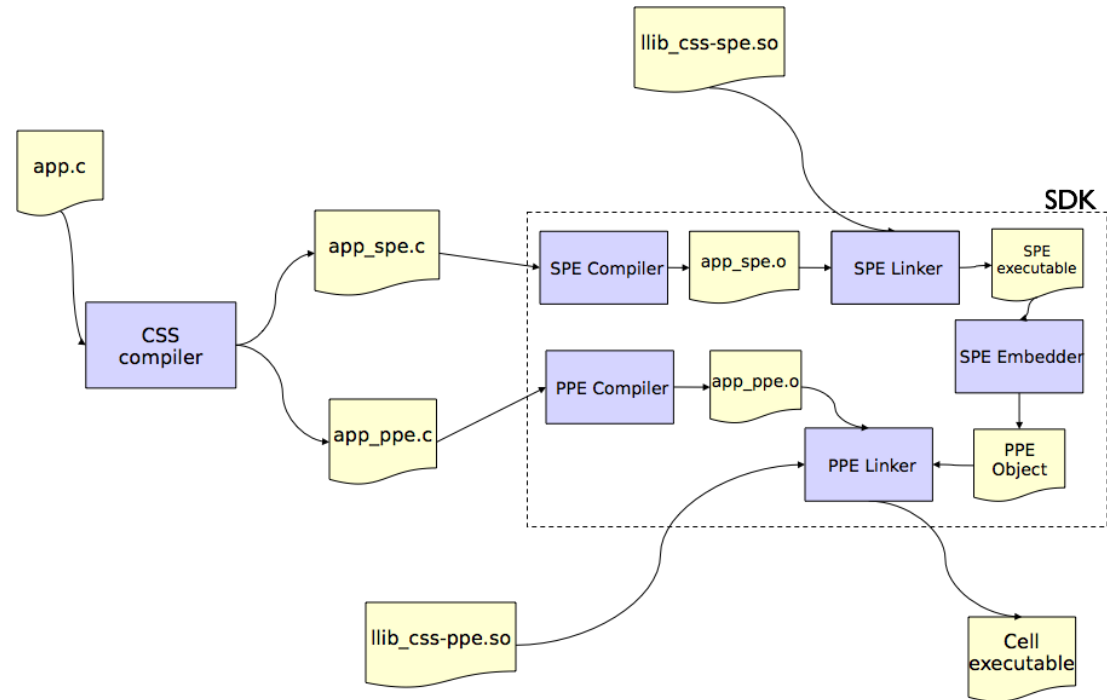 llib_css-spe.so
app.c
SDK
app_spe.c
SPE Compiler
app_spe.o
SPE Linker
SPE
executable
CSS
compiler
SPE Embedder
PPE Compiler
app_ppe.o
app_ppe.c
PPE Linker
PPE
Object
llib_css-ppe.so
Cell
executable